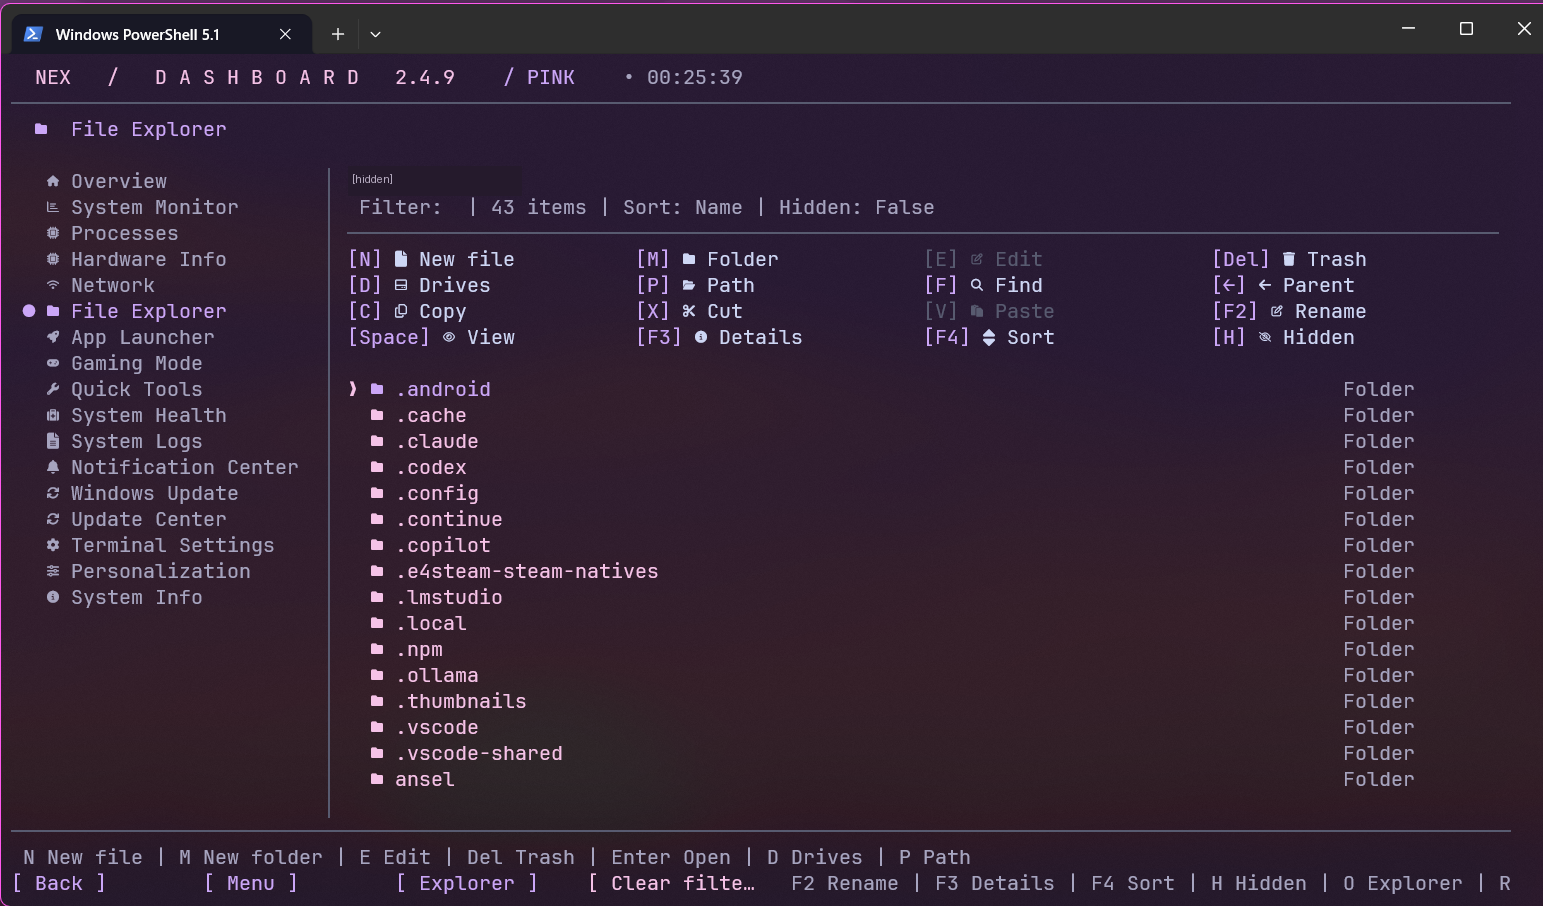 Windows PowerShell 5.1
NEX / D A S H B O A R D 2.4.9 / PINK • 00:25:39
File Explorer
Overview
System Monitor
Processes
Hardware Info
Network
File Explorer
App Launcher
Gaming Mode
Quick Tools
System Health
System Logs
Notification Center
Windows Update
Update Center
Terminal Settings
Personalization
System Info
[hidden]
Filter: | 43 items | Sort: Name | Hidden: False
[N] New file [M] Folder [E] Edit [Del] Trash
[D] Drives [P] Path [F] Find [←] ← Parent
[C] Copy [X] Cut [V] Paste [F2] Rename
[Space] View [F3] Details [F4] Sort [H] Hidden
❯ .android Folder
.cache Folder
.claude Folder
.codex Folder
.config Folder
.continue Folder
.copilot Folder
.e4steam-steam-natives Folder
.lmstudio Folder
.local Folder
.npm Folder
.ollama Folder
.thumbnails Folder
.vscode Folder
.vscode-shared Folder
ansel Folder
N New file | M New folder | E Edit | Del Trash | Enter Open | D Drives | P Path
[ Back ] [ Menu ] [ Explorer ] [ Clear filte… F2 Rename | F3 Details | F4 Sort | H Hidden | O Explorer | R